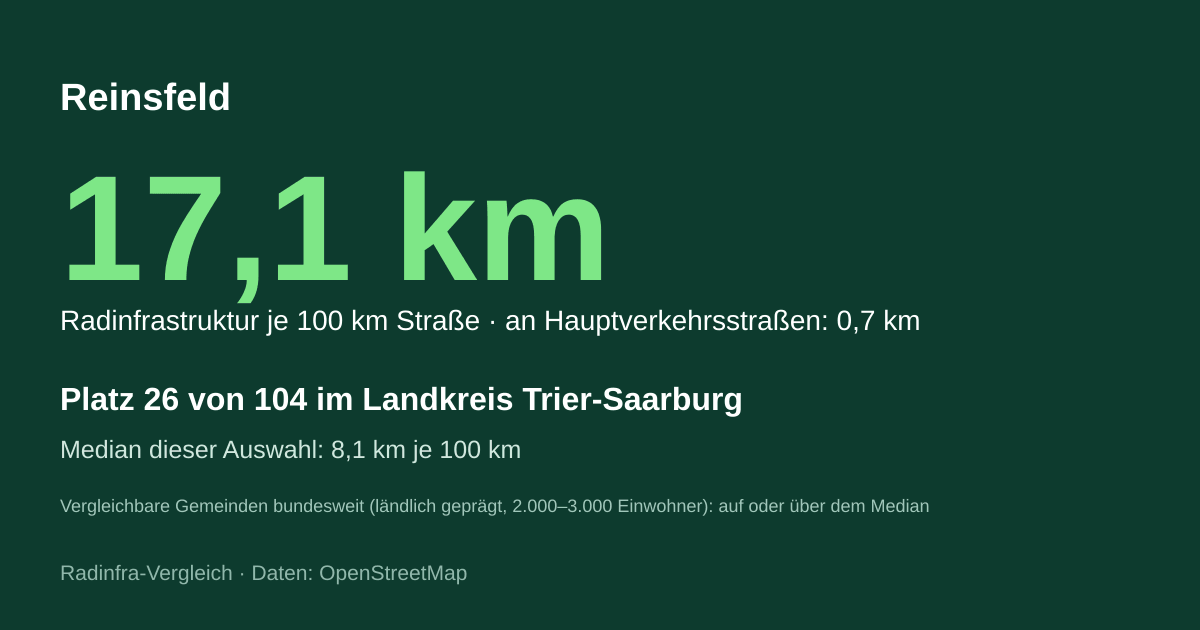 Reinsfeld
17,1 km
Radinfrastruktur je 100 km Straße · an Hauptverkehrsstraßen: 0,7 km
Platz 26 von 104 im Landkreis Trier-Saarburg
Median dieser Auswahl: 8,1 km je 100 km
Vergleichbare Gemeinden bundesweit (ländlich geprägt, 2.000–3.000 Einwohner): auf oder über dem Median
Radinfra-Vergleich · Daten: OpenStreetMap